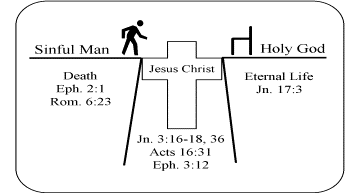 Sinful Man
Holy God
Jesus Christ
Death
Eph. 2:1
Rom. 6:23
Eternal Life
Jn. 17:3
Jn. 3:16-18, 36
Acts 16:31
Eph. 3:12